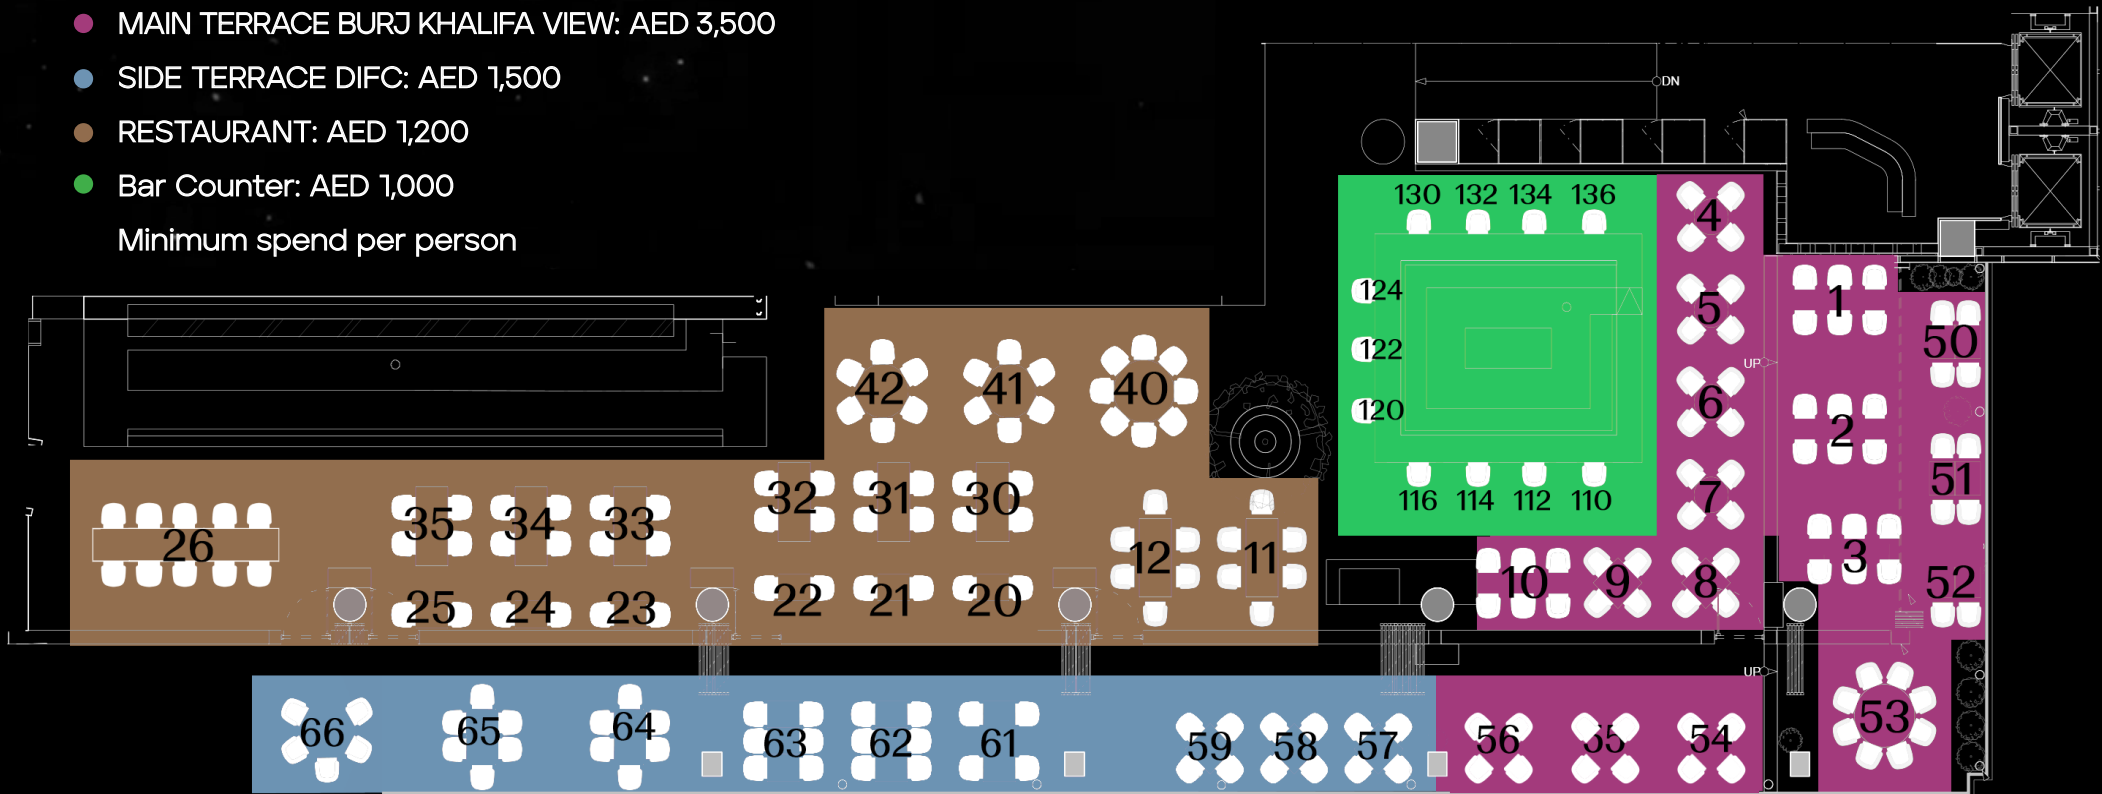 MAIN TERRACE BURJ KHALIFA VIEW: AED 3,500
SIDE TERRACE DIFC: AED 1,500
RESTAURANT: AED 1,200
Bar Counter: AED 1,000
Minimum spend per person
DN
130 132 134 136
4
124
5
1
50
122
UP
42 41 40
6
120
2
51
32 31 30
7
116 114 112 110
35 34 33
26
12 11
3
10 9 8
52
25 24 23
22 21 20
UP
66 65 64
63 62 61
59 58 57
56 55 54
53